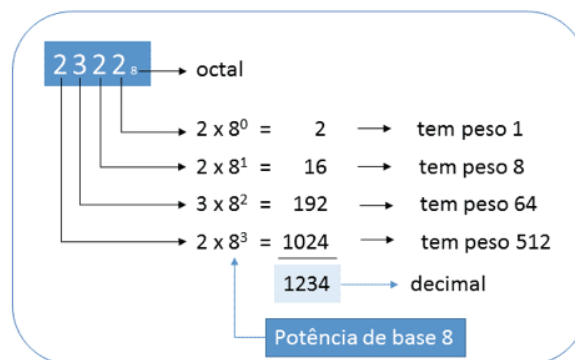 2322₈ octal
2 x 8⁰ = 2 tem peso 1
2 x 8¹ = 16 tem peso 8
3 x 8² = 192 tem peso 64
2 x 8³ = 1024 tem peso 512
1234 decimal
Potência de base 8